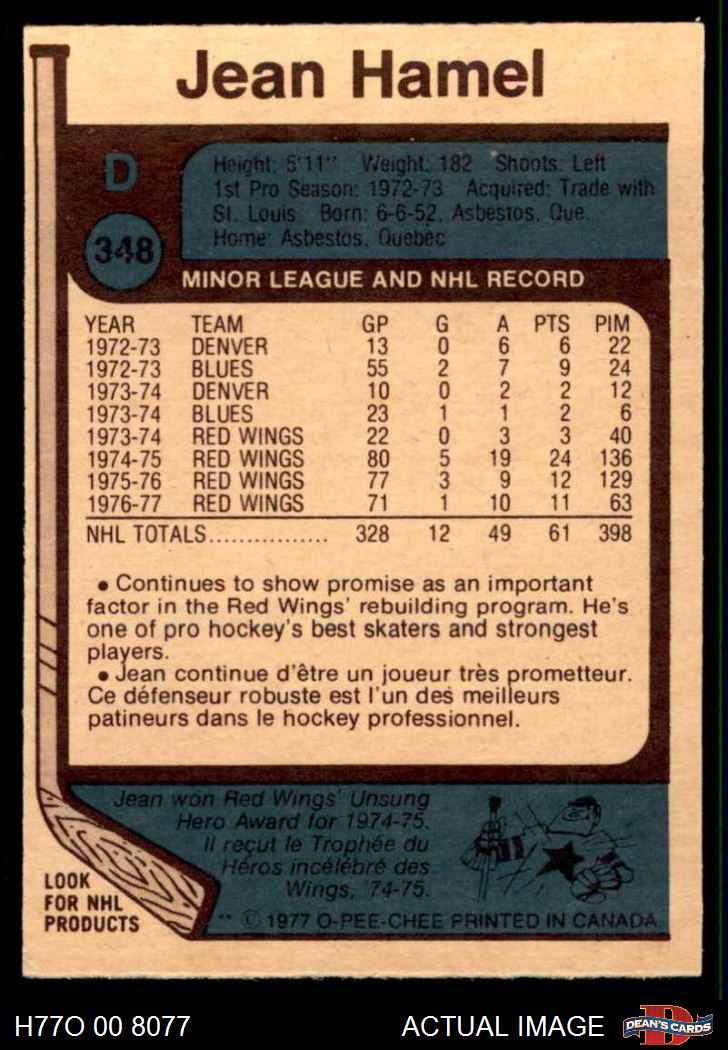 Jean Hamel
D
348
Height: 5'11" Weight: 182 Shoots: Left
1st Pro Season: 1972-73 Acquired: Trade with
St. Louis Born: 6-6-52, Asbestos, Que.
Home: Asbestos, Quebec
MINOR LEAGUE AND NHL RECORD
YEAR TEAM GP G A PTS PIM
1972-73 DENVER 13 0 6 6 22
1972-73 BLUES 55 2 7 9 24
1973-74 DENVER 10 0 2 2 12
1973-74 BLUES 23 1 1 2 6
1973-74 RED WINGS 22 0 3 3 40
1974-75 RED WINGS 80 5 19 24 136
1975-76 RED WINGS 77 3 9 12 129
1976-77 RED WINGS 71 1 10 11 63
NHL TOTALS................ 328 12 49 61 398
• Continues to show promise as an important
factor in the Red Wings' rebuilding program. He's
one of pro hockey's best skaters and strongest
players.
• Jean continue d'être un joueur très prometteur.
Ce défenseur robuste est l'un des meilleurs
patineurs dans le hockey professionnel.
Jean won Red Wings' Unsung
Hero Award for 1974-75.
Il reçut le Trophée du
Héros incélébré des
Wings, '74-75.
LOOK
FOR NHL
PRODUCTS
** © 1977 O-PEE-CHEE PRINTED IN CANADA
H77O 00 8077
ACTUAL IMAGE
D
DEAN'S CARDS